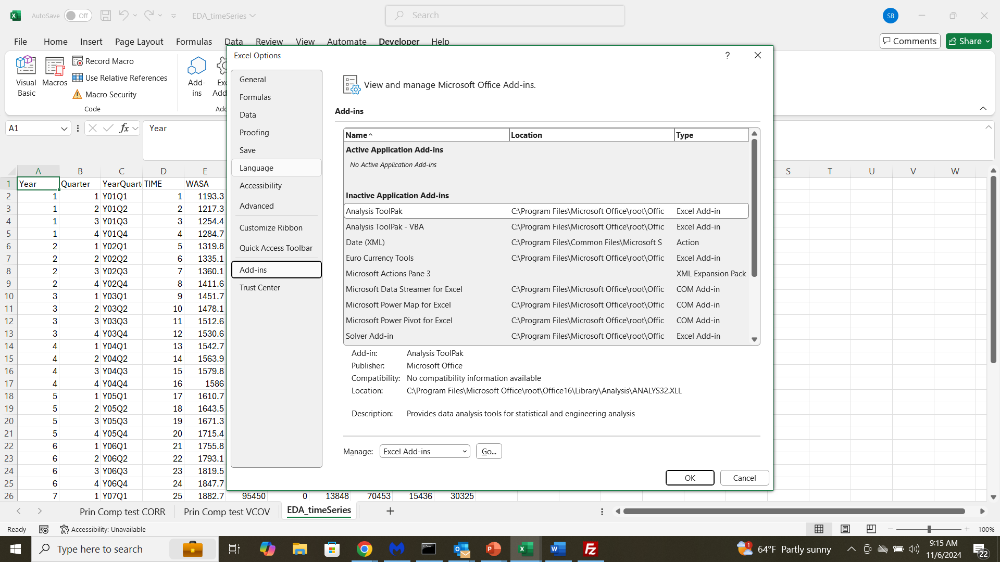 AutoSave Off EDA_timeSeries Search SB
File Home Insert Page Layout Formulas Data Review View Automate Developer Help Comments Share
Visual Basic
Macros
Record Macro
Use Relative References
Macro Security
Code
Add-ins
A1 fx Year
A B C D E S T U V W
1 Year Quarter YearQuart TIME WASA
2 1 1 Y01Q1 1 1193.3
3 1 2 Y01Q2 2 1217.3
4 1 3 Y01Q3 3 1254.4
5 1 4 Y01Q4 4 1284.7
6 2 1 Y02Q1 5 1319.8
7 2 2 Y02Q2 6 1335.1
8 2 3 Y02Q3 7 1360.1
9 2 4 Y02Q4 8 1411.6
10 3 1 Y03Q1 9 1451.7
11 3 2 Y03Q2 10 1478.1
12 3 3 Y03Q3 11 1512.6
13 3 4 Y03Q4 12 1530.6
14 4 1 Y04Q1 13 1542.7
15 4 2 Y04Q2 14 1563.9
16 4 3 Y04Q3 15 1579.8
17 4 4 Y04Q4 16 1586
18 5 1 Y05Q1 17 1610.7
19 5 2 Y05Q2 18 1643.5
20 5 3 Y05Q3 19 1671.3
21 5 4 Y05Q4 20 1715.4
22 6 1 Y06Q1 21 1755.8
23 6 2 Y06Q2 22 1793.1
24 6 3 Y06Q3 23 1819.5
25 6 4 Y06Q4 24 1847.7
26 7 1 Y07Q1 25 1882.7 95450 0 13848 70453 15436 30325
Excel Options ?
General
Formulas
Data
Proofing
Save
Language
Accessibility
Advanced
Customize Ribbon
Quick Access Toolbar
Add-ins
Trust Center
View and manage Microsoft Office Add-ins.
Add-ins
Name Location Type
Active Application Add-ins
No Active Application Add-ins
Inactive Application Add-ins
Analysis ToolPak C:\Program Files\Microsoft Office\root\Offic Excel Add-in
Analysis ToolPak - VBA C:\Program Files\Microsoft Office\root\Offic Excel Add-in
Date (XML) C:\Program Files\Common Files\Microsoft S Action
Euro Currency Tools C:\Program Files\Microsoft Office\root\Offic Excel Add-in
Microsoft Actions Pane 3 XML Expansion Pack
Microsoft Data Streamer for Excel C:\Program Files\Microsoft Office\root\Offic COM Add-in
Microsoft Power Map for Excel C:\Program Files\Microsoft Office\root\Offic COM Add-in
Microsoft Power Pivot for Excel C:\Program Files\Microsoft Office\root\Offic COM Add-in
Solver Add-in C:\Program Files\Microsoft Office\root\Offic Excel Add-in
Add-in: Analysis ToolPak
Publisher: Microsoft Office
Compatibility: No compatibility information available
Location: C:\Program Files\Microsoft Office\root\Office16\Library\Analysis\ANALYS32.XLL
Description: Provides data analysis tools for statistical and engineering analysis
Manage: Excel Add-ins Go...
OK Cancel
Prin Comp test CORR Prin Comp test VCOV EDA_timeSeries +
Ready Accessibility: Unavailable 100%
Type here to search 1 64°F Partly sunny 9:15 AM
11/6/2024 22